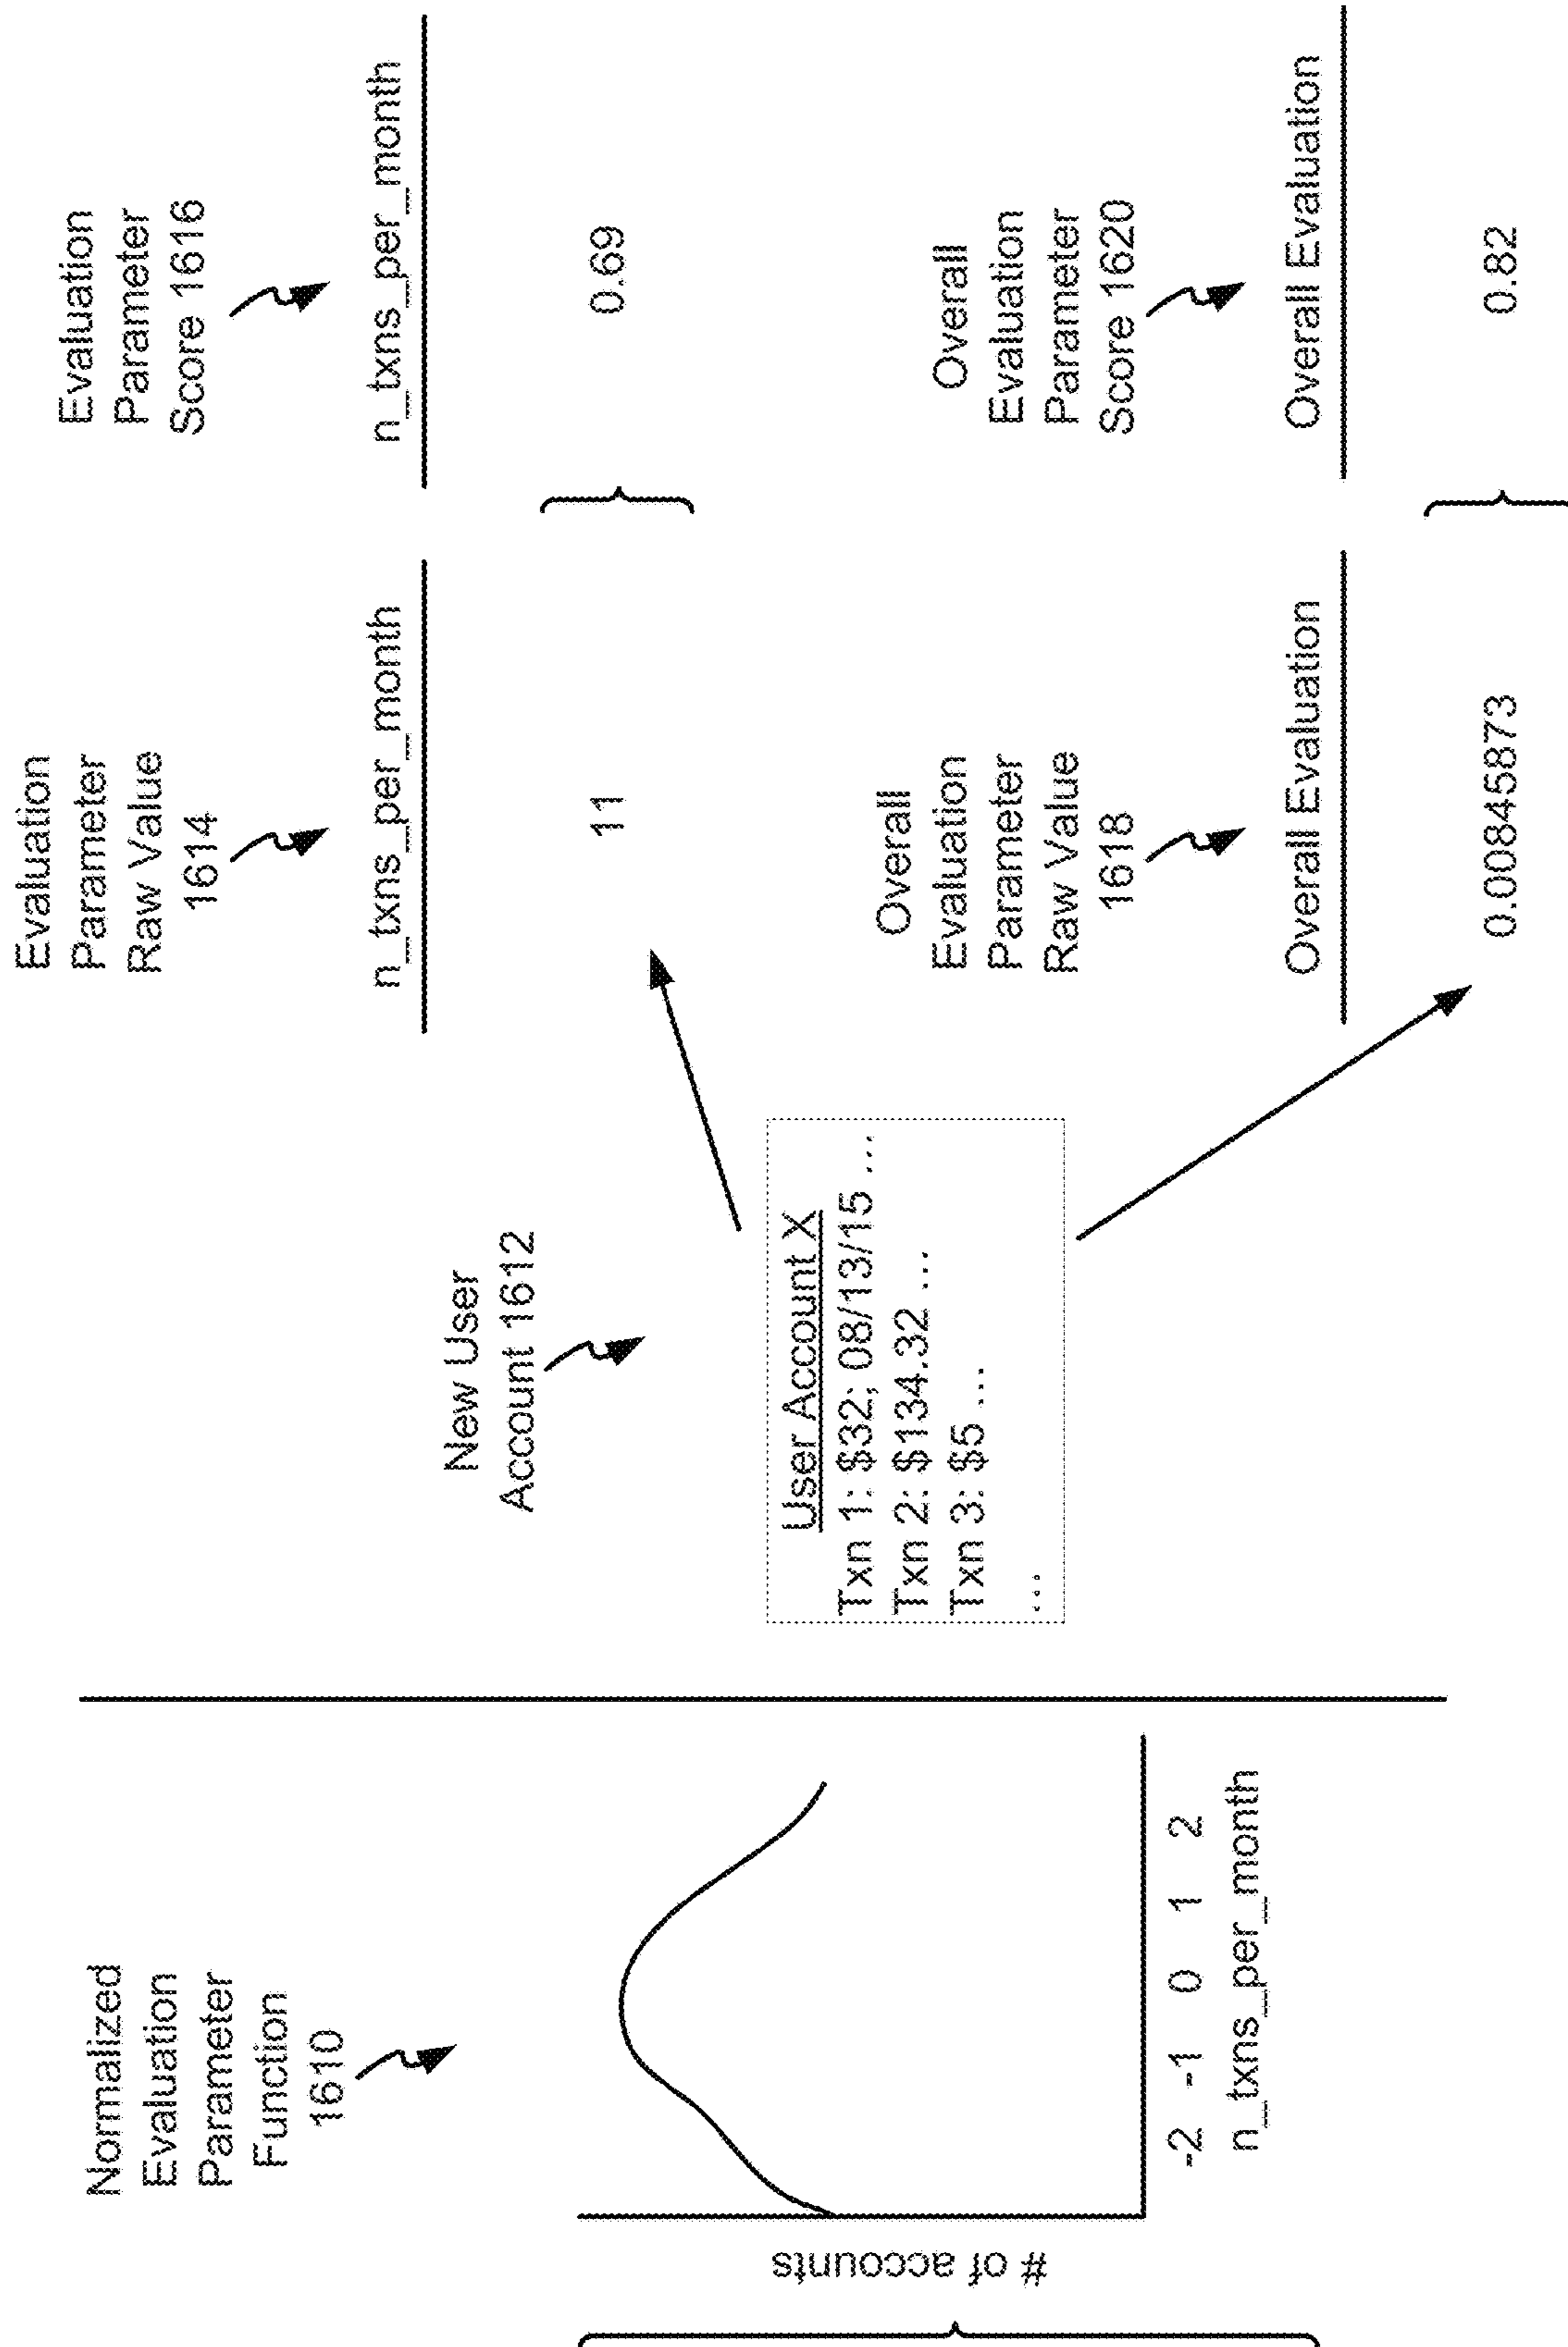 Normalized
Evaluation
Parameter
Function
1610
# of accounts
-2 -1 0 1 2
n_txns_per_month
New User
Account 1612
User Account X
Txn 1: $32; 08/13/15 ...
Txn 2: $134.32 ...
Txn 3: $5 ...
...
Evaluation
Parameter
Raw Value
1614
n_txns_per_month
11
Evaluation
Parameter
Score 1616
n_txns_per_month
0.69
Overall
Evaluation
Parameter
Raw Value
1618
Overall Evaluation
0.00845873
Overall
Evaluation
Parameter
Score 1620
Overall Evaluation
0.82